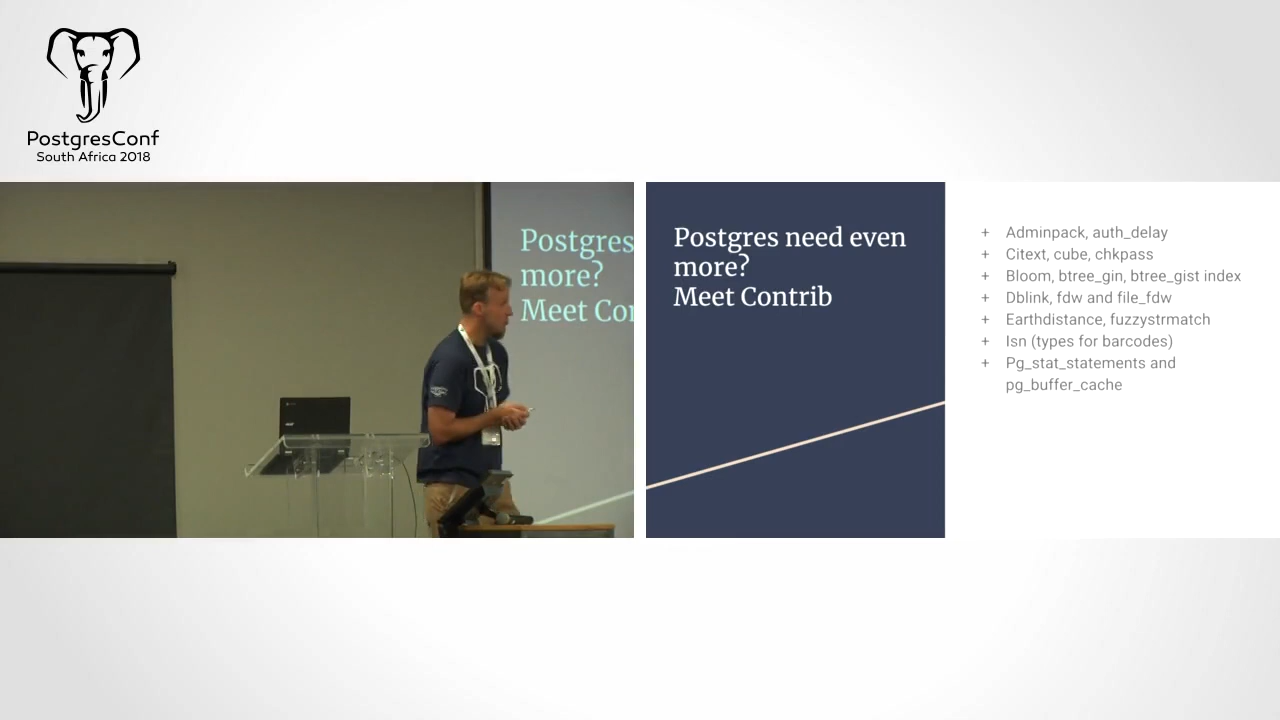 PostgresConf
South Africa 2018
Postgres
more?
Meet Co
Postgres need even
more?
Meet Contrib
+ Adminpack, auth_delay
+ Citext, cube, chkpass
+ Bloom, btree_gin, btree_gist index
+ Dblink, fdw and file_fdw
+ Earthdistance, fuzzystrmatch
+ Isn (types for barcodes)
+ Pg_stat_statements and
pg_buffer_cache